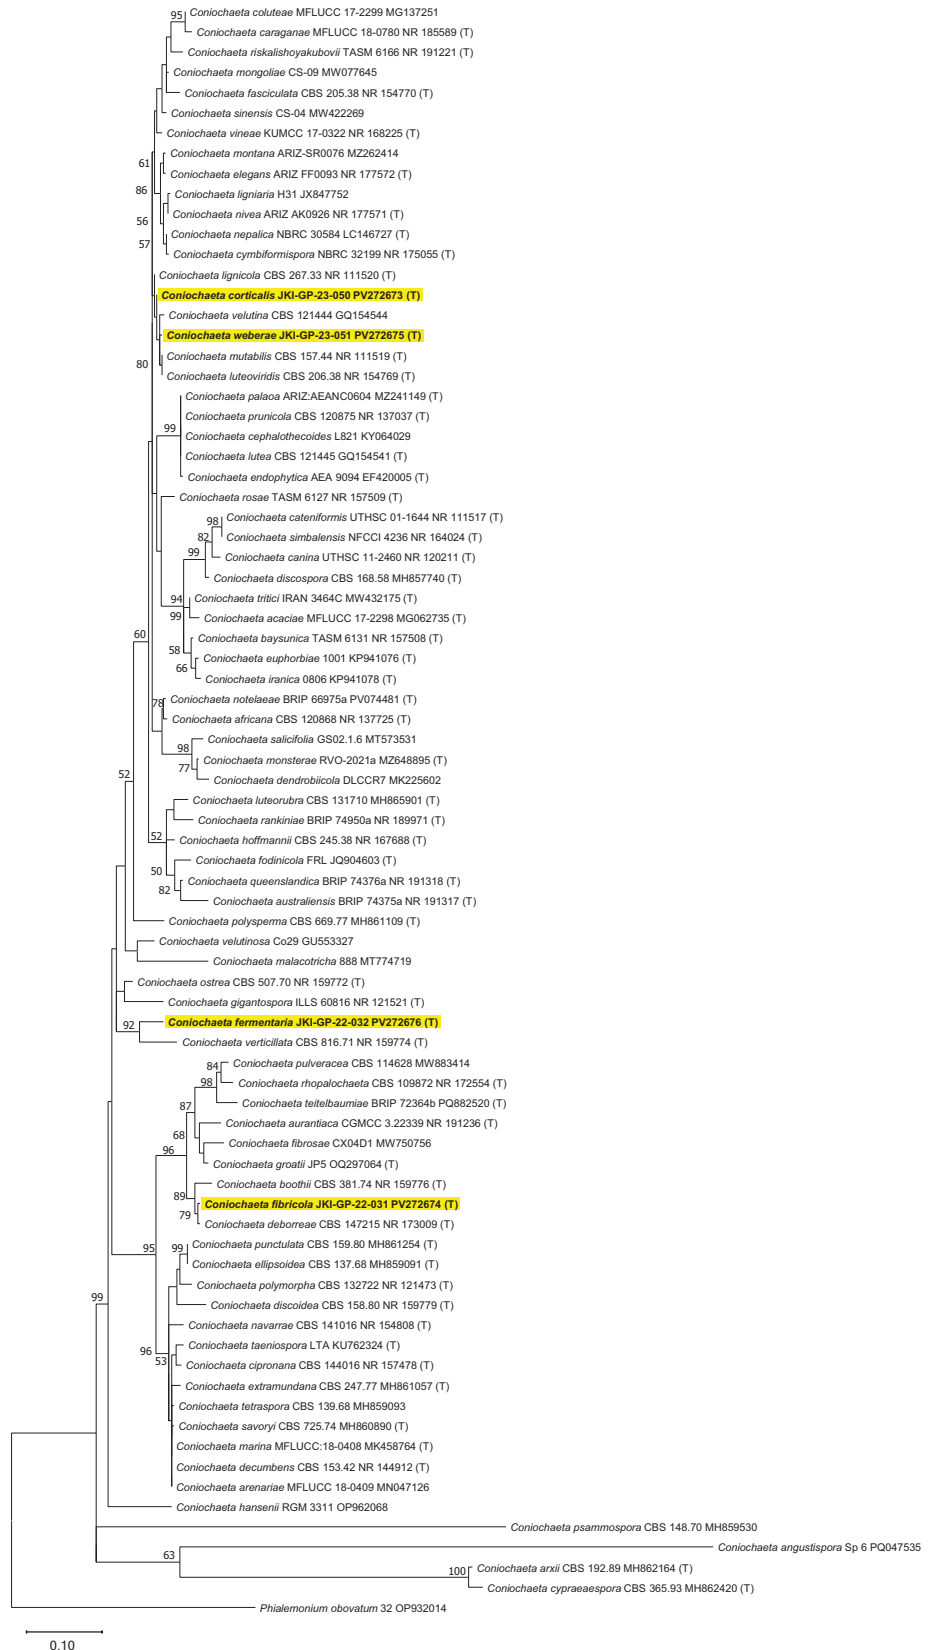 95
Coniochaeta coluteae MFLUCC 17-2299 MG137251
Coniochaeta caraganae MFLUCC 18-0780 NR 185589 (T)
Coniochaeta riskalishoyakubovii TASM 6166 NR 191221 (T)
Coniochaeta mongoliae CS-09 MW077645
Coniochaeta fasciculata CBS 205.38 NR 154770 (T)
Coniochaeta sinensis CS-04 MW422269
Coniochaeta vineae KUMCC 17-0322 NR 168225 (T)
Coniochaeta montana ARIZ-SR0076 MZ262414
61
Coniochaeta elegans ARIZ FF0093 NR 177572 (T)
86
Coniochaeta ligniaria H31 JX847752
Coniochaeta nivea ARIZ AK0926 NR 177571 (T)
56
Coniochaeta nepalica NBRC 30584 LC146727 (T)
57
Coniochaeta cymbiformispora NBRC 32199 NR 175055 (T)
Coniochaeta lignicola CBS 267.33 NR 111520 (T)
Coniochaeta corticalis JKI-GP-23-050 PV272673 (T)
Coniochaeta velutina CBS 121444 GQ154544
Coniochaeta weberae JKI-GP-23-051 PV272675 (T)
Coniochaeta mutabilis CBS 157.44 NR 111519 (T)
80
Coniochaeta luteoviridis CBS 206.38 NR 154769 (T)
Coniochaeta palaoa ARIZ:AEANC0604 MZ241149 (T)
Coniochaeta prunicola CBS 120875 NR 137037 (T)
99
Coniochaeta cephalothecoides L821 KY064029
Coniochaeta lutea CBS 121445 GQ154541 (T)
Coniochaeta endophytica AEA 9094 EF420005 (T)
Coniochaeta rosae TASM 6127 NR 157509 (T)
98
Coniochaeta cateniformis UTHSC 01-1644 NR 111517 (T)
82
Coniochaeta simbalensis NFCCI 4236 NR 164024 (T)
99
Coniochaeta canina UTHSC 11-2460 NR 120211 (T)
Coniochaeta discospora CBS 168.58 MH857740 (T)
94
Coniochaeta tritici IRAN 3464C MW432175 (T)
99
Coniochaeta acaciae MFLUCC 17-2298 MG062735 (T)
60
Coniochaeta baysunica TASM 6131 NR 157508 (T)
58
Coniochaeta euphorbiae 1001 KP941076 (T)
66
Coniochaeta iranica 0806 KP941078 (T)
78
Coniochaeta notelaeae BRIP 66975a PV074481 (T)
Coniochaeta africana CBS 120868 NR 137725 (T)
Coniochaeta salicifolia GS02.1.6 MT573531
98
Coniochaeta monsterae RVO-2021a MZ648895 (T)
77
Coniochaeta dendrobiicola DLCCR7 MK225602
52
Coniochaeta luteorubra CBS 131710 MH865901 (T)
Coniochaeta rankiniae BRIP 74950a NR 189971 (T)
52
Coniochaeta hoffmannii CBS 245.38 NR 167688 (T)
Coniochaeta fodinicola FRL JQ904603 (T)
50
Coniochaeta queenslandica BRIP 74376a NR 191318 (T)
82
Coniochaeta australiensis BRIP 74375a NR 191317 (T)
Coniochaeta polysperma CBS 669.77 MH861109 (T)
Coniochaeta velutinosa Co29 GU553327
Coniochaeta malacotricha 888 MT774719
Coniochaeta ostrea CBS 507.70 NR 159772 (T)
Coniochaeta gigantospora ILLS 60816 NR 121521 (T)
92
Coniochaeta fermentaria JKI-GP-22-032 PV272676 (T)
Coniochaeta verticillata CBS 816.71 NR 159774 (T)
84
Coniochaeta pulveracea CBS 114628 MW883414
98
Coniochaeta rhopalochaeta CBS 109872 NR 172554 (T)
Coniochaeta teitelbaumiae BRIP 72364b PQ882520 (T)
87
Coniochaeta aurantiaca CGMCC 3.22339 NR 191236 (T)
68
Coniochaeta fibrosae CX04D1 MW750756
96
Coniochaeta groatii JP5 OQ297064 (T)
Coniochaeta boothii CBS 381.74 NR 159776 (T)
89
Coniochaeta fibricola JKI-GP-22-031 PV272674 (T)
79
Coniochaeta deborreae CBS 147215 NR 173009 (T)
95
99
Coniochaeta punctulata CBS 159.80 MH861254 (T)
Coniochaeta ellipsoidea CBS 137.68 MH859091 (T)
Coniochaeta polymorpha CBS 132722 NR 121473 (T)
99
Coniochaeta discoidea CBS 158.80 NR 159779 (T)
Coniochaeta navarrae CBS 141016 NR 154808 (T)
Coniochaeta taeniospora LTA KU762324 (T)
96
53
Coniochaeta cipronana CBS 144016 NR 157478 (T)
Coniochaeta extramundana CBS 247.77 MH861057 (T)
Coniochaeta tetraspora CBS 139.68 MH859093
Coniochaeta savoryi CBS 725.74 MH860890 (T)
Coniochaeta marina MFLUCC:18-0408 MK458764 (T)
Coniochaeta decumbens CBS 153.42 NR 144912 (T)
Coniochaeta arenariae MFLUCC 18-0409 MN047126
Coniochaeta hansenii RGM 3311 OP962068
Coniochaeta psammospora CBS 148.70 MH859530
Coniochaeta angustispora Sp 6 PQ047535
63
Coniochaeta arxii CBS 192.89 MH862164 (T)
100
Coniochaeta cypraeaespora CBS 365.93 MH862420 (T)
Phialemonium obovatum 32 OP932014
0.10